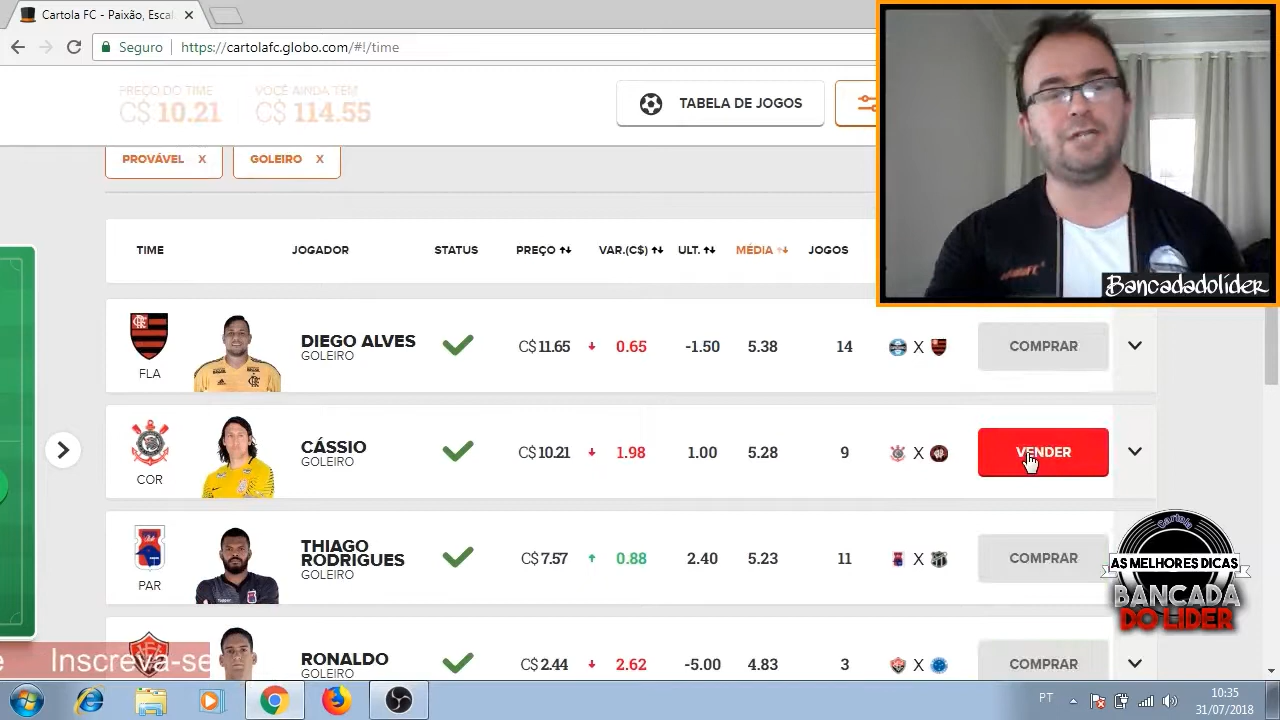 Cartola FC - Paixão, Escal
Seguro
https://cartolafc.globo.com/#!/time
PREÇO DO TIME
C$ 10.21
VOCÊ AINDA TEM
C$ 114.55
TABELA DE JOGOS
PROVÁVEL X
GOLEIRO X
TIME JOGADOR STATUS PREÇO VAR.(C$) ULT. MÉDIA JOGOS
FLA
DIEGO ALVES
GOLEIRO
C$ 11.65 0.65 -1.50 5.38 14 X COMPRAR
COR
CÁSSIO
GOLEIRO
C$ 10.21 1.98 1.00 5.28 9 X VENDER
PAR
THIAGO
RODRIGUES
GOLEIRO
C$ 7.57 0.88 2.40 5.23 11 X COMPRAR
RONALDO
GOLEIRO
C$ 2.44 2.62 -5.00 4.83 3 X COMPRAR
Bancadadolíder
Cartola
AS MELHORES DICAS
BANCADA
DO LIDER
e Inscreva-se
PT
10:35
31/07/2018